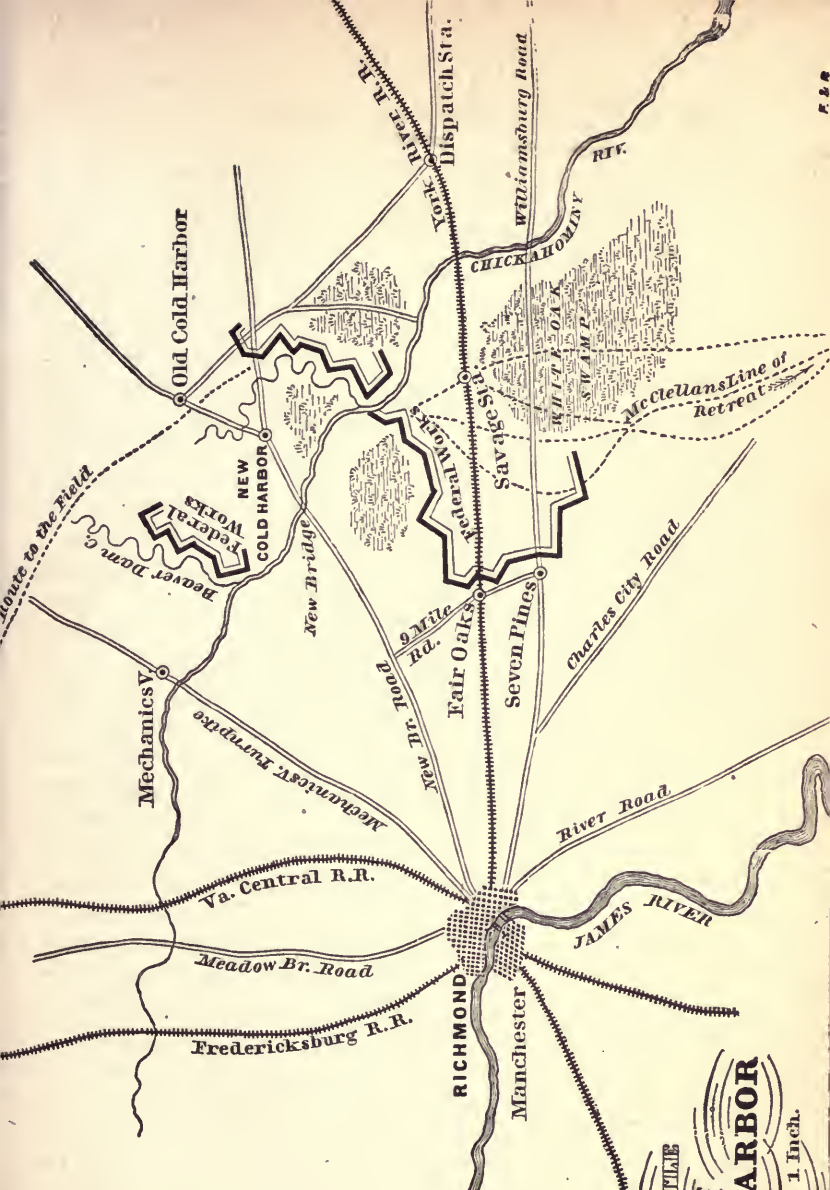 York River R. R.
Dispatch Sta.
Williamsburg Road
RIV.
CHICKAHOMINY
Old Cold Harbor
WHITE OAK
SWAMP
McClellans Line of
Retreat
Savage Sta.
Federal Works
NEW
COLD HARBOR
Route to the Field
Federal
Works
Beaver Dam C.
New Bridge
9 Mile
Rd.
Fair Oaks
Seven Pines
Charles City Road
Mechanics V.
Mechanics V. Turnpike
New Br. Road
River Road
Va. Central R.R.
JAMES RIVER
Meadow Br. Road
Fredericksburg R.R.
RICHMOND
Manchester
ARBOR
1 Inch.